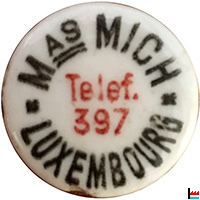 Mas MICH
Telef.
397
* LUXEMBOURG *